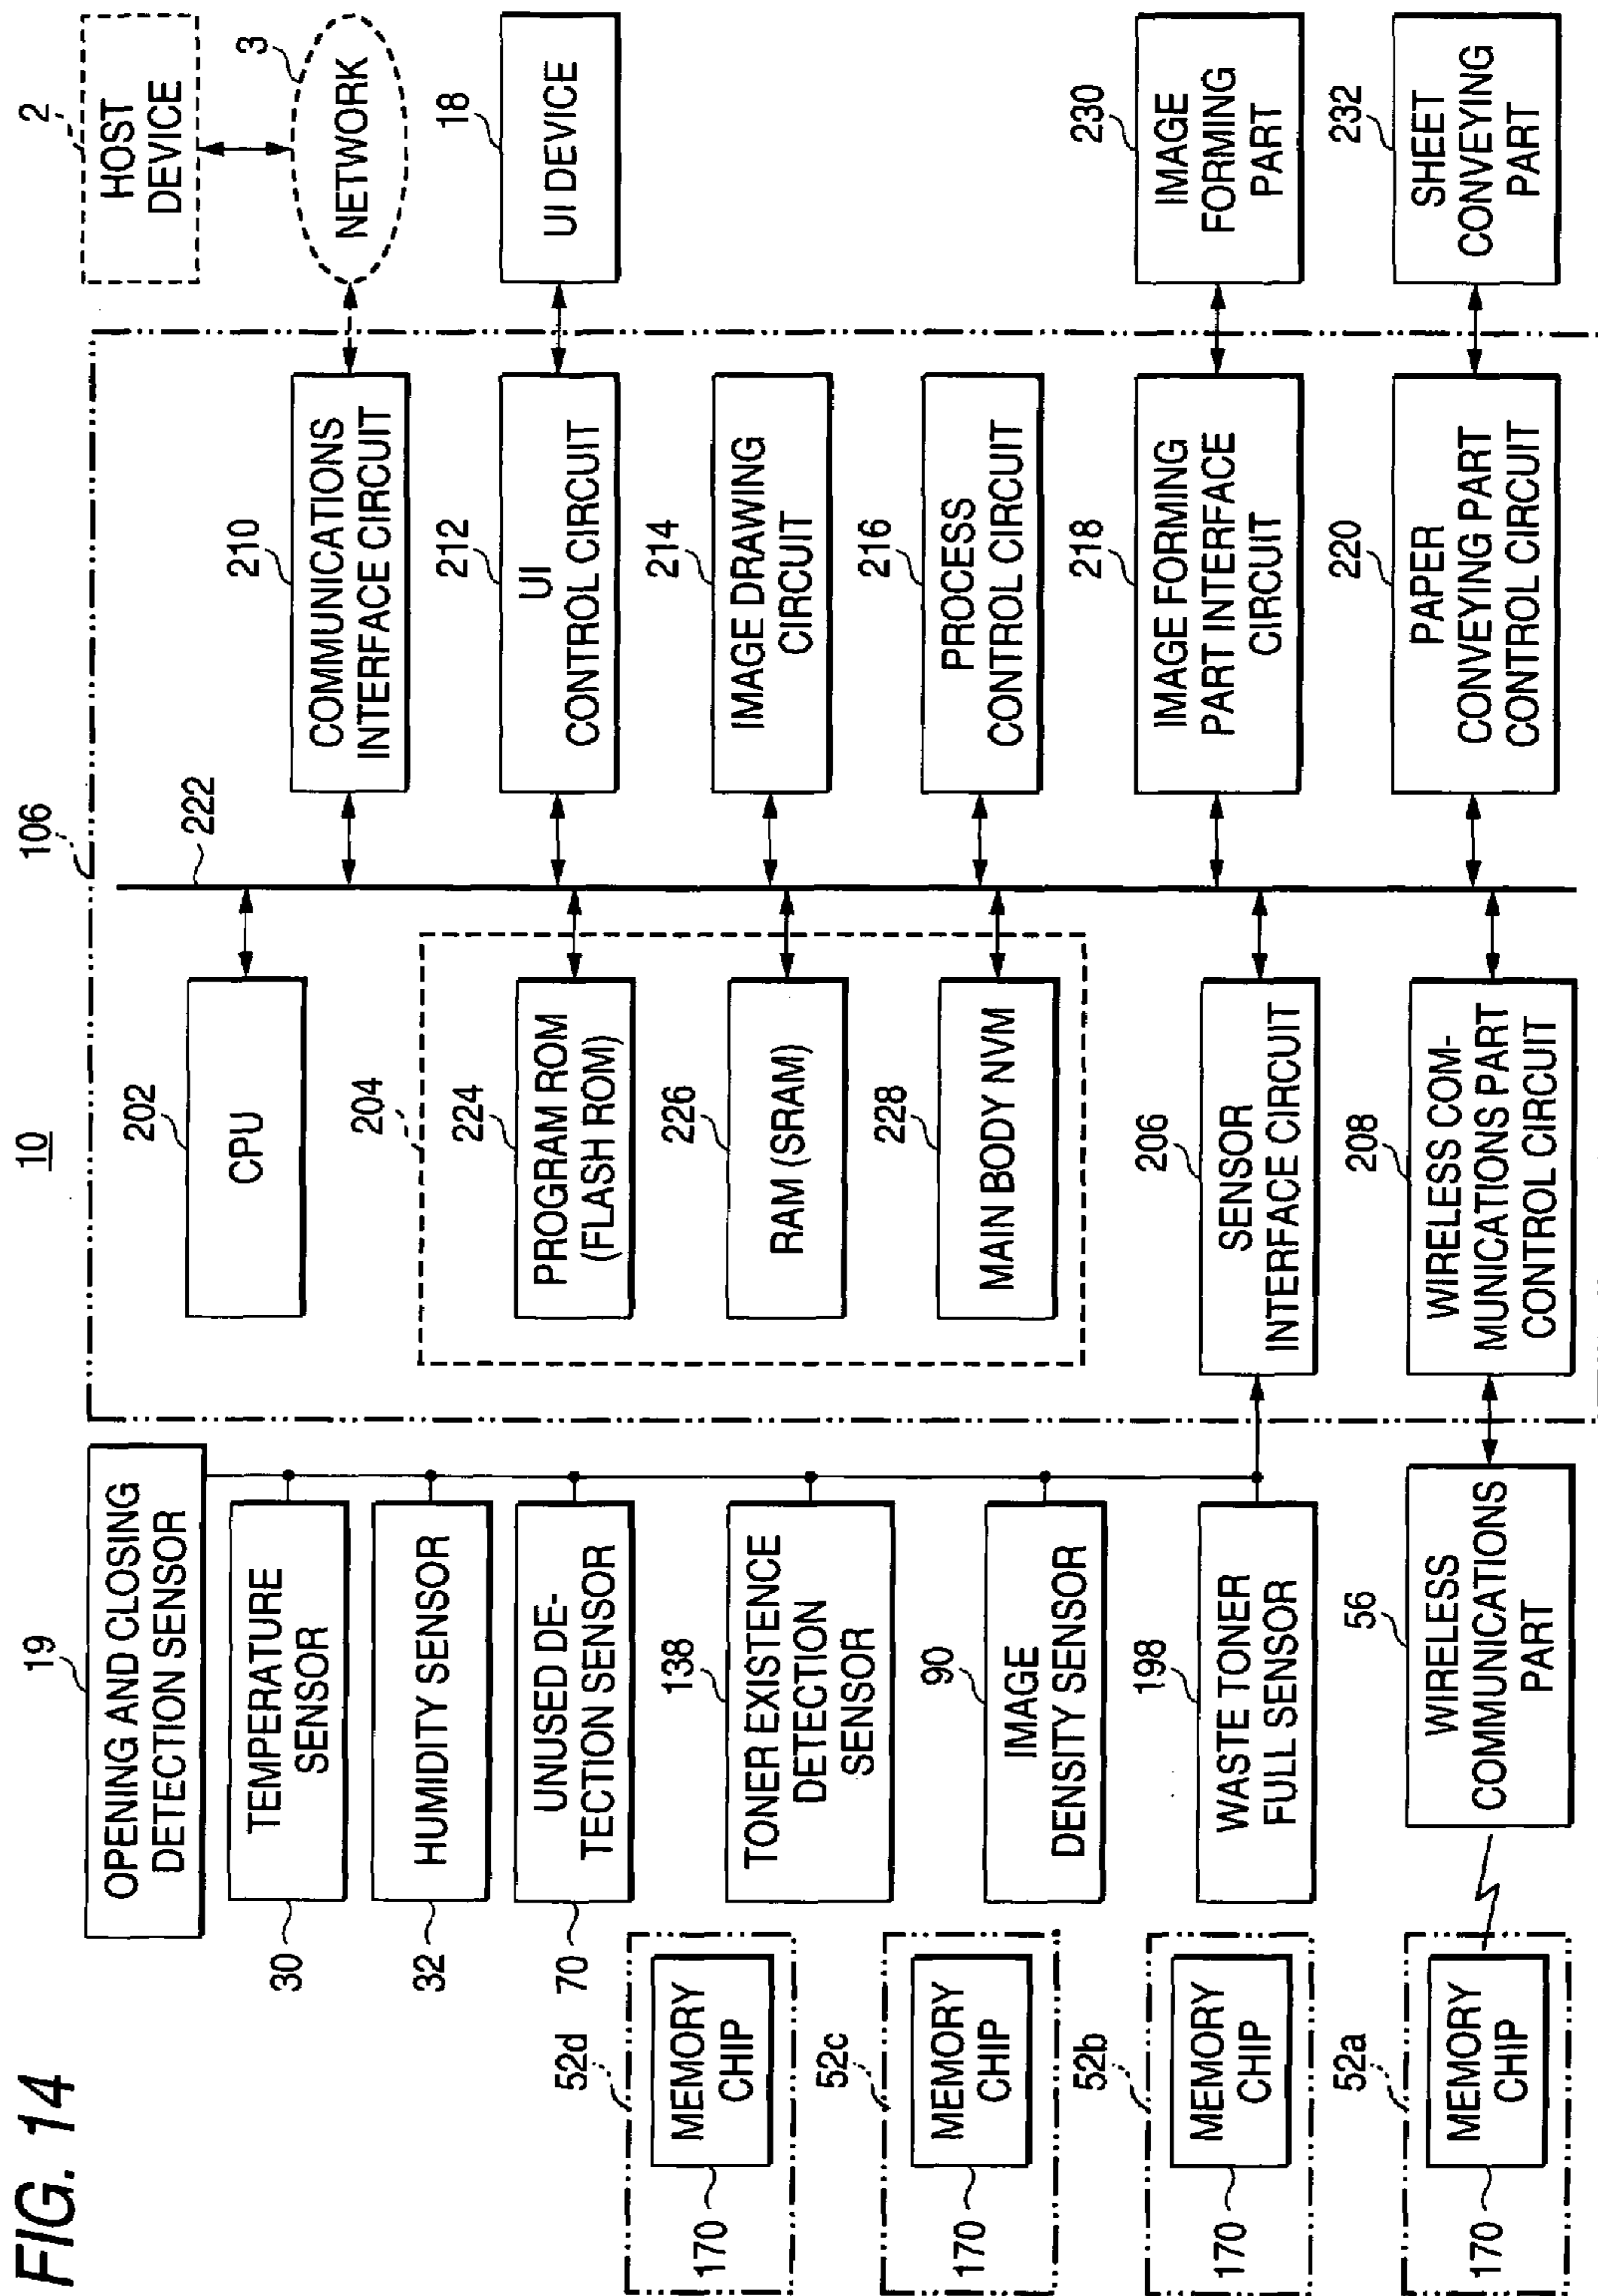 FIG. 14
10
106
222
19
OPENING AND CLOSING
DETECTION SENSOR
TEMPERATURE
SENSOR
30
HUMIDITY SENSOR
32
UNUSED DE-
TECTION SENSOR
70
138
TONER EXISTENCE
DETECTION
SENSOR
90
IMAGE
DENSITY SENSOR
198
WASTE TONER
FULL SENSOR
56
WIRELESS
COMMUNICATIONS
PART
52d
MEMORY
CHIP
170
52c
MEMORY
CHIP
170
52b
MEMORY
CHIP
170
52a
MEMORY
CHIP
170
202
CPU
204
224
PROGRAM ROM
(FLASH ROM)
226
RAM (SRAM)
228
MAIN BODY NVM
206
SENSOR
INTERFACE CIRCUIT
208
WIRELESS COM-
MUNICATIONS PART
CONTROL CIRCUIT
210
COMMUNICATIONS
INTERFACE CIRCUIT
212
UI
CONTROL CIRCUIT
214
IMAGE DRAWING
CIRCUIT
216
PROCESS
CONTROL CIRCUIT
218
IMAGE FORMING
PART INTERFACE
CIRCUIT
220
PAPER
CONVEYING PART
CONTROL CIRCUIT
2
HOST
DEVICE
3
NETWORK
18
UI DEVICE
230
IMAGE
FORMING
PART
232
SHEET
CONVEYING
PART